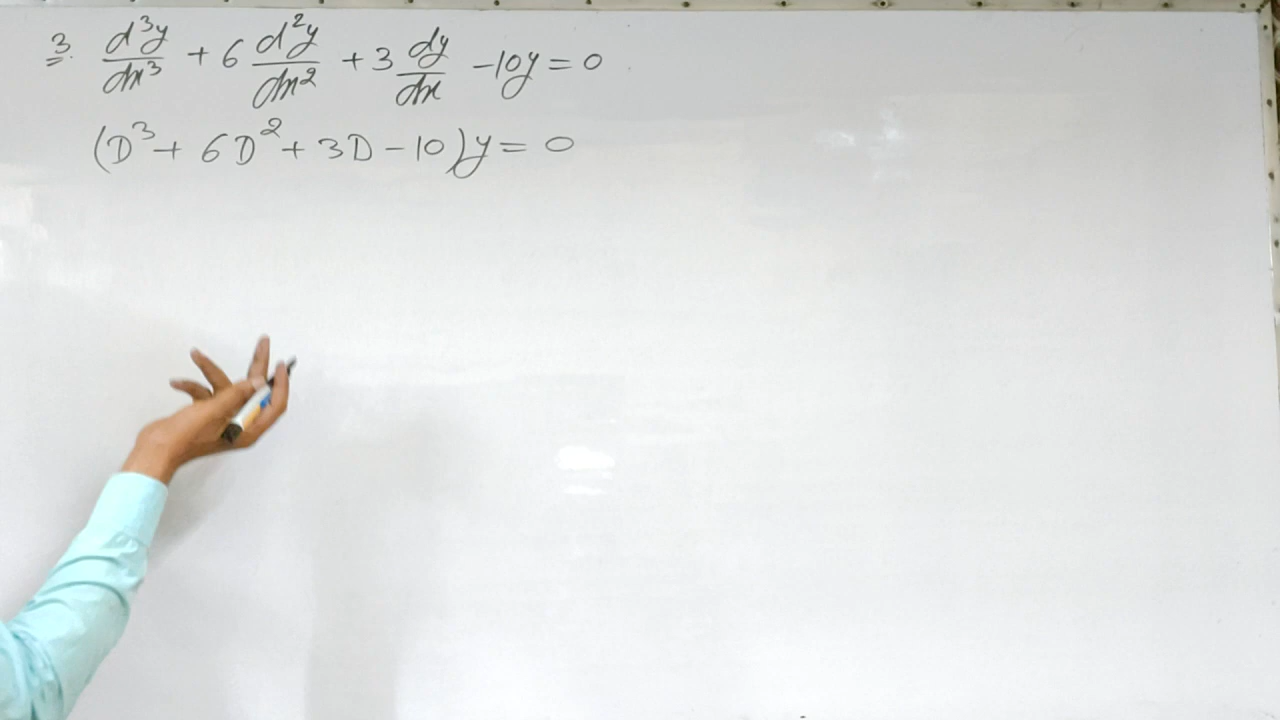 3. d³y/dx³ + 6 d²y/dx² + 3 dy/dx - 10y = 0
(D³ + 6D² + 3D - 10)y = 0